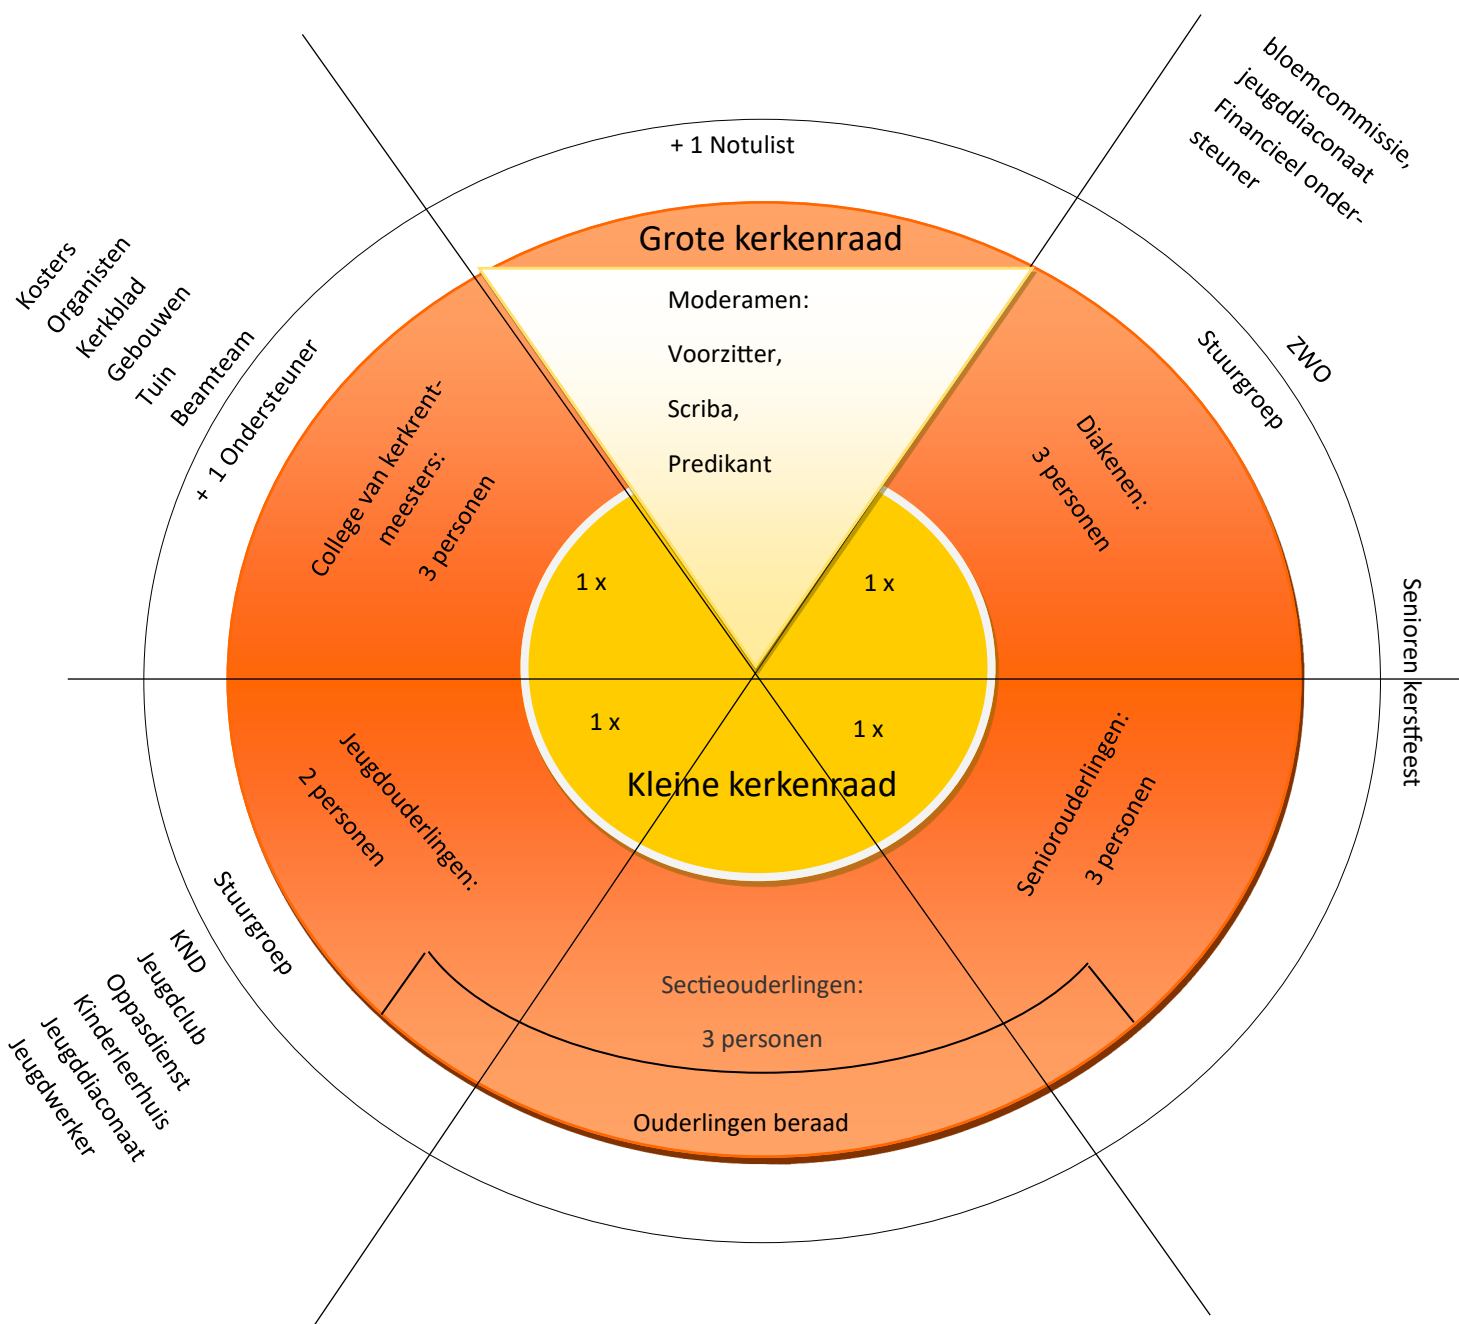 + 1 Notulist
Grote kerkenraad
Moderamen:
Voorzitter,
Scriba,
Predikant
bloemcommissie,
jeugddiaconaat
Financieel onder-
steuner
ZWO
Stuurgroep
Diakenen:
3 personen
Kosters
Organisten
Kerkblad
Gebouwen
Tuin
Beamteam
+ 1 Ondersteuner
College van kerkrent-
meesters:
3 personen
1 x
1 x
1 x
1 x
Kleine kerkenraad
Senioren kerstfeest
Seniorouderlingen:
3 personen
Jeugdouderlingen:
2 personen
Stuurgroep
KND
Jeugdclub
Oppasdienst
Kinderleerhuis
Jeugddiaconaat
Jeugdwerker
Sectieouderlingen:
3 personen
Ouderlingen beraad